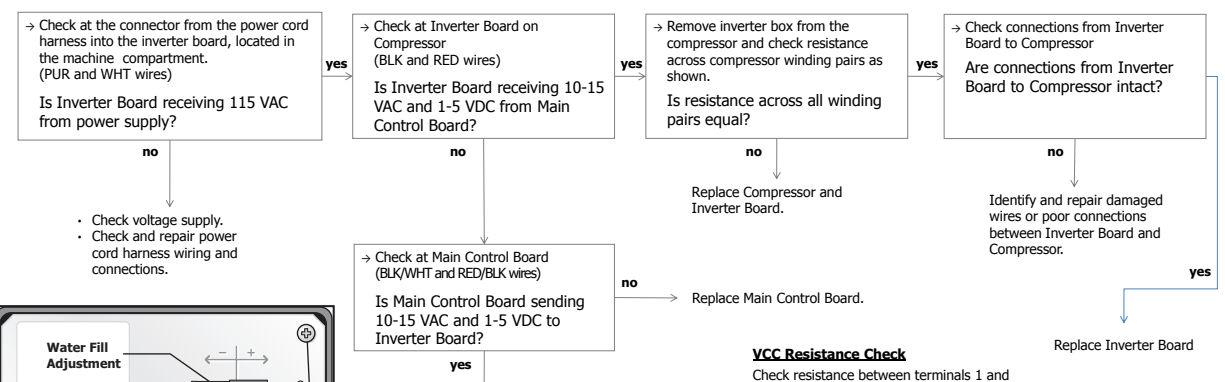 → Check at the connector from the power cord
harness into the inverter board, located in
the machine compartment.
(PUR and WHT wires)
Is Inverter Board receiving 115 VAC
from power supply?
yes
→ Check at Inverter Board on
Compressor
(BLK and RED wires)
Is Inverter Board receiving 10-15
VAC and 1-5 VDC from Main
Control Board?
yes
→ Remove inverter box from the
compressor and check resistance
across compressor winding pairs as
shown.
Is resistance across all winding
pairs equal?
yes
→ Check connections from Inverter
Board to Compressor
Are connections from Inverter
Board to Compressor intact?
no
no
no
no
• Check voltage supply.
• Check and repair power
cord harness wiring and
connections.
Replace Compressor and
Inverter Board.
Identify and repair damaged
wires or poor connections
between Inverter Board and
Compressor.
yes
→ Check at Main Control Board
(BLK/WHT and RED/BLK wires)
Is Main Control Board sending
10-15 VAC and 1-5 VDC to
Inverter Board?
no
Replace Main Control Board.
yes
Replace Inverter Board
Water Fill
Adjustment
− +
VCC Resistance Check
Check resistance between terminals 1 and